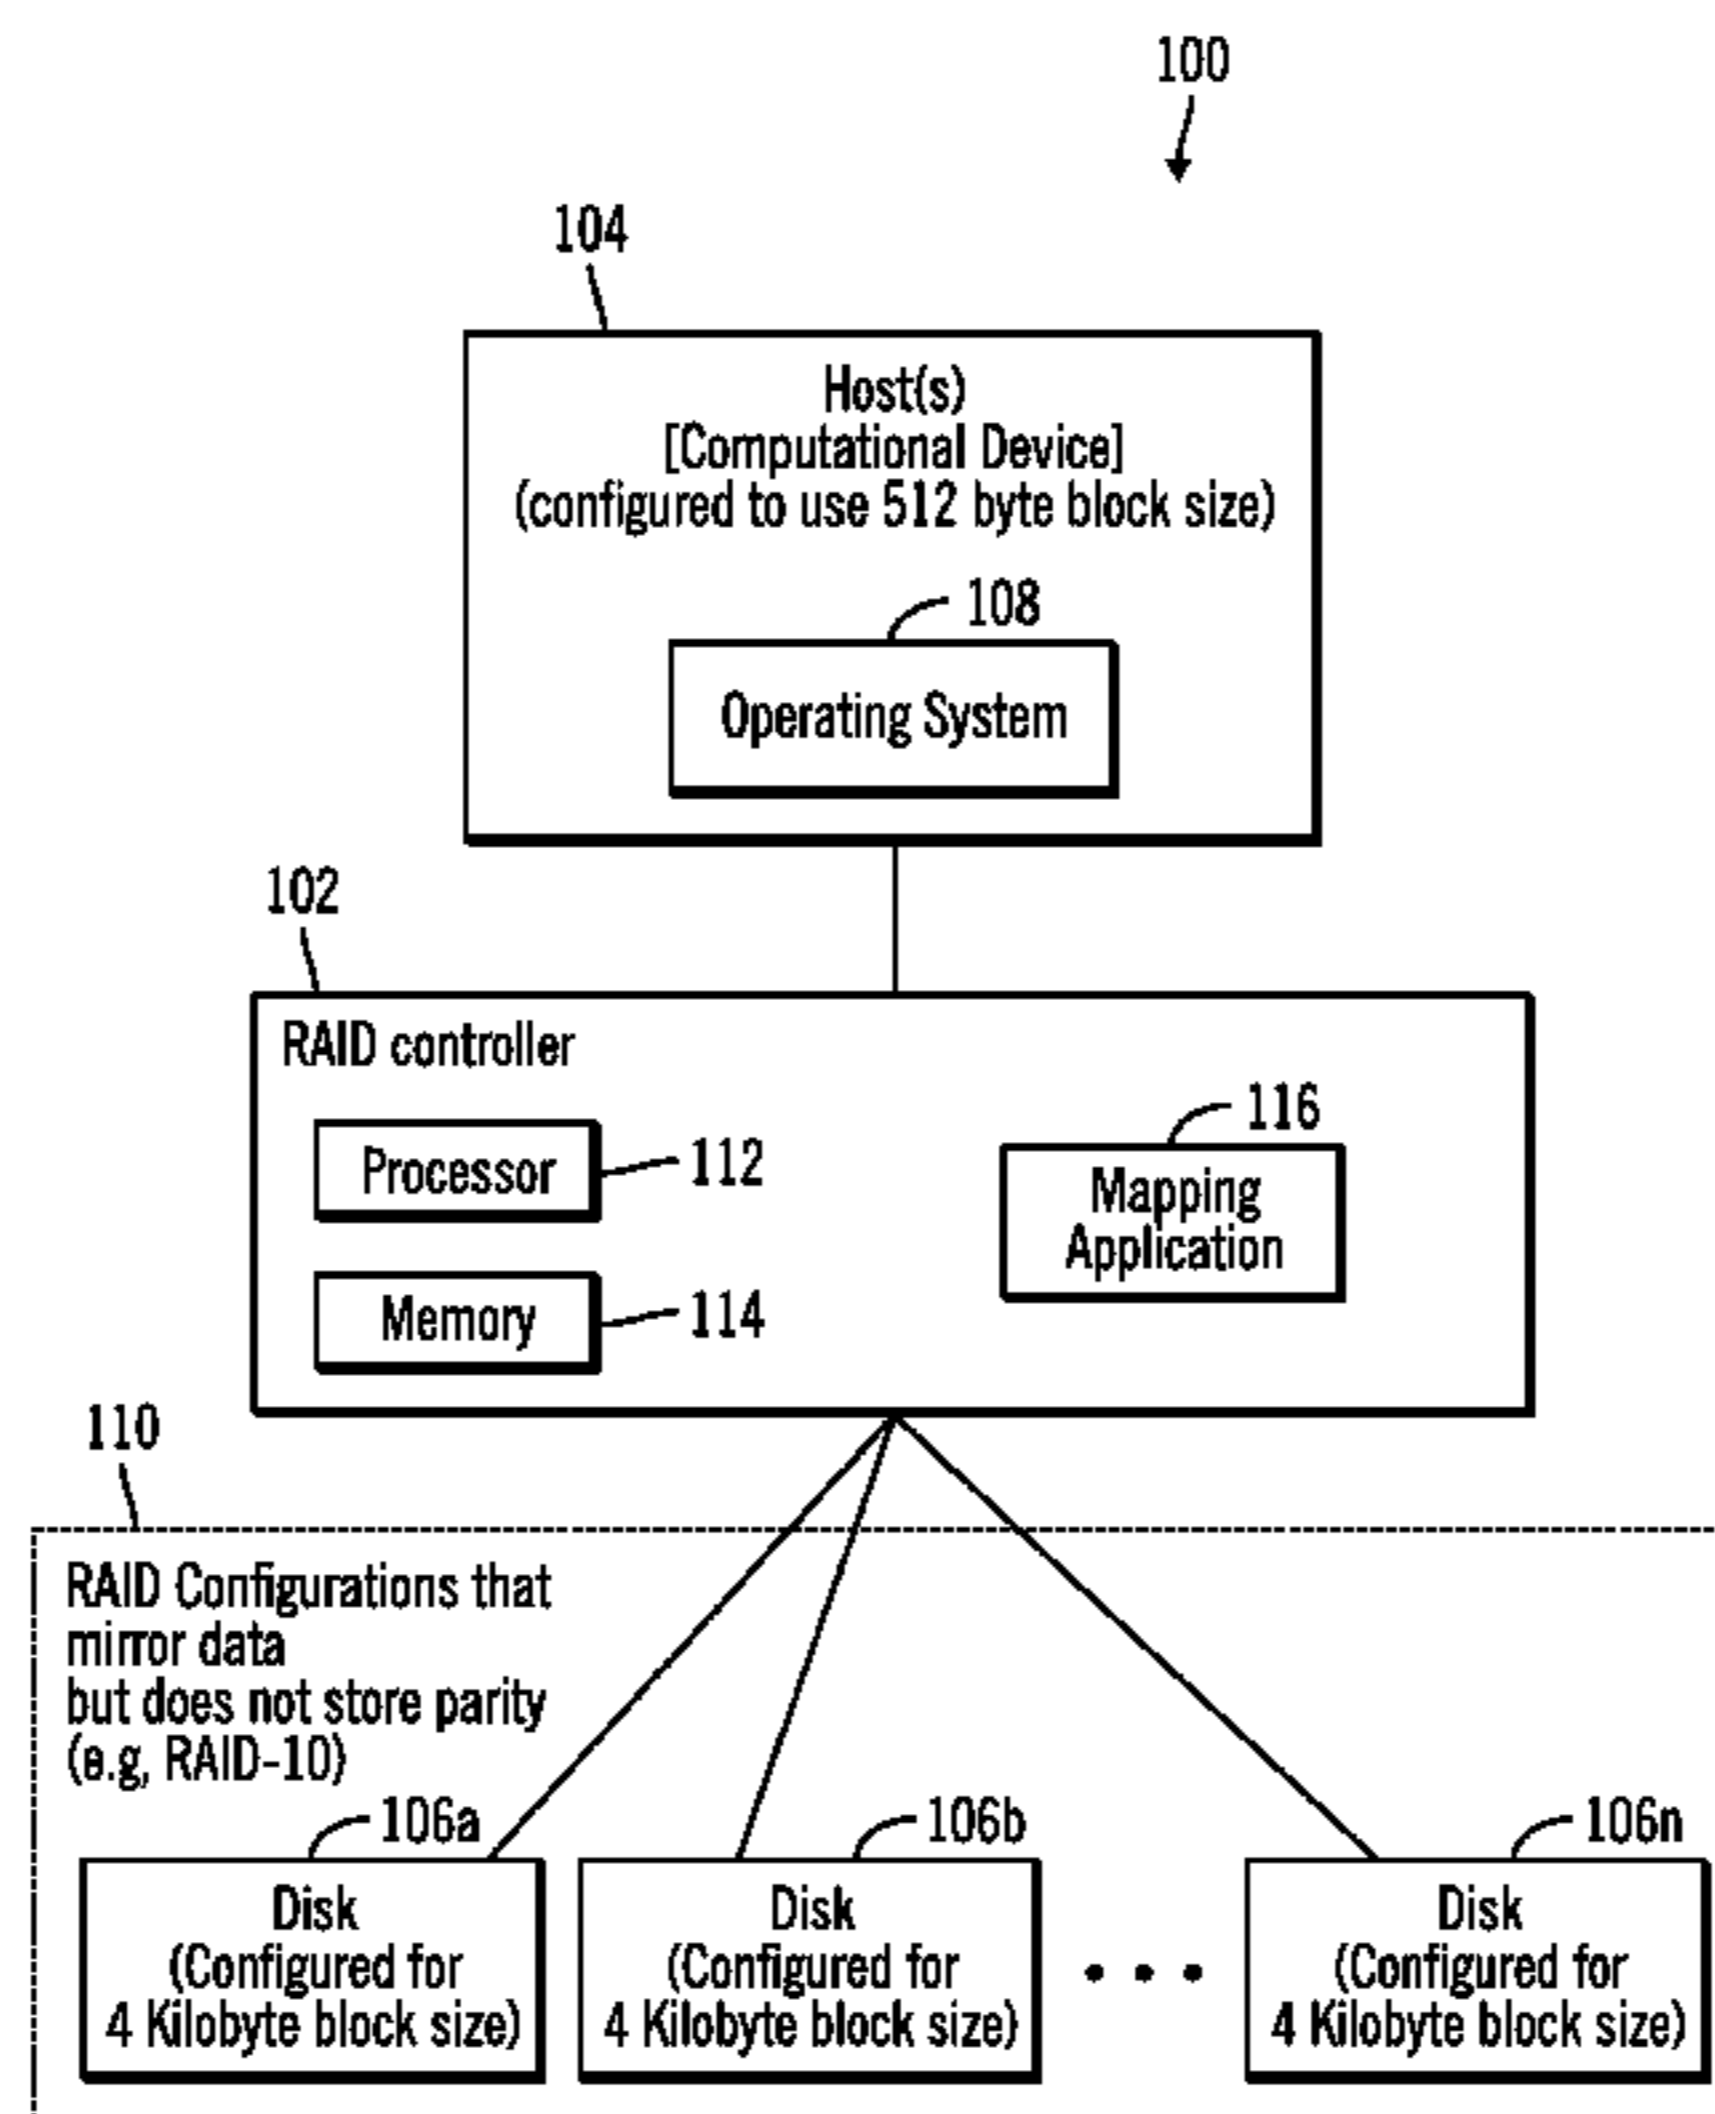 100
104
Host(s)
[Computational Device]
(configured to use 512 byte block size)
108
Operating System
102
RAID controller
116
Processor
112
Mapping
Application
Memory
114
110
RAID Configurations that
mirror data
but does not store parity
(e.g, RAID-10)
106a
106b
106n
Disk
(Configured for
4 Kilobyte block size)
Disk
(Configured for
4 Kilobyte block size)
• • •
Disk
(Configured for
4 Kilobyte block size)